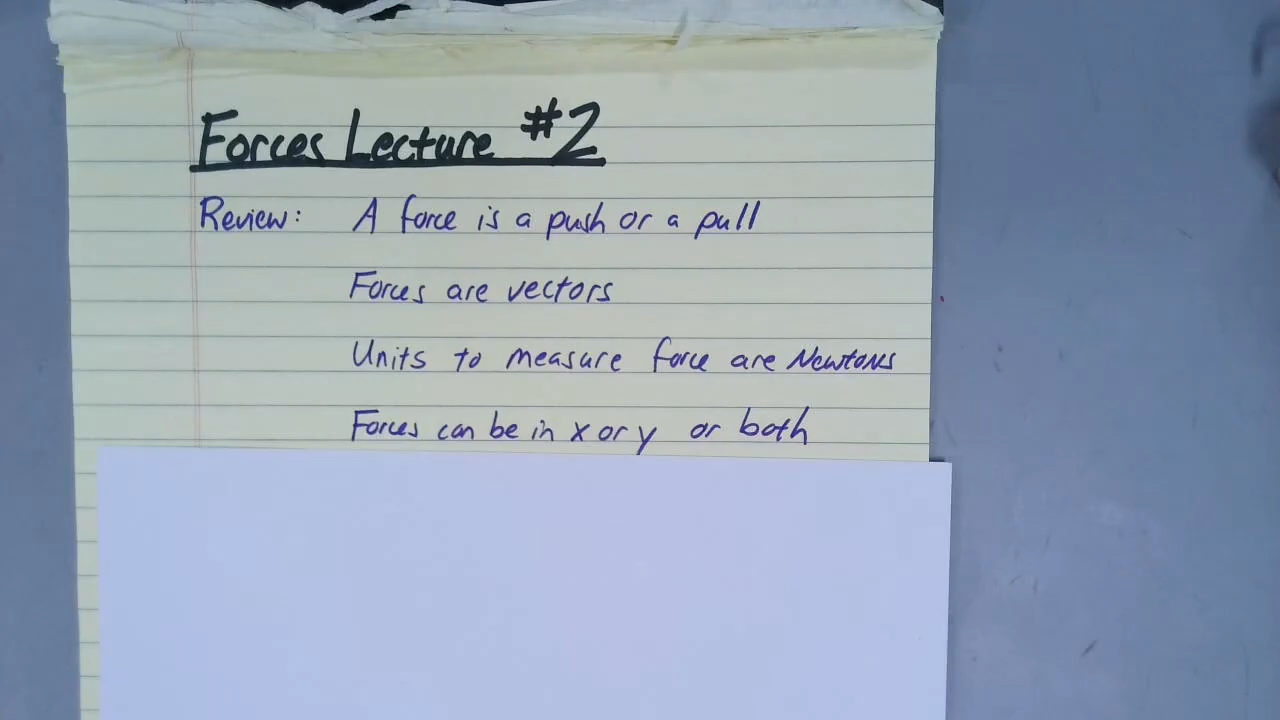 Forces Lecture #2
Review: A force is a push or a pull
Forces are vectors
Units to measure force are Newtons
Forces can be in x or y or both